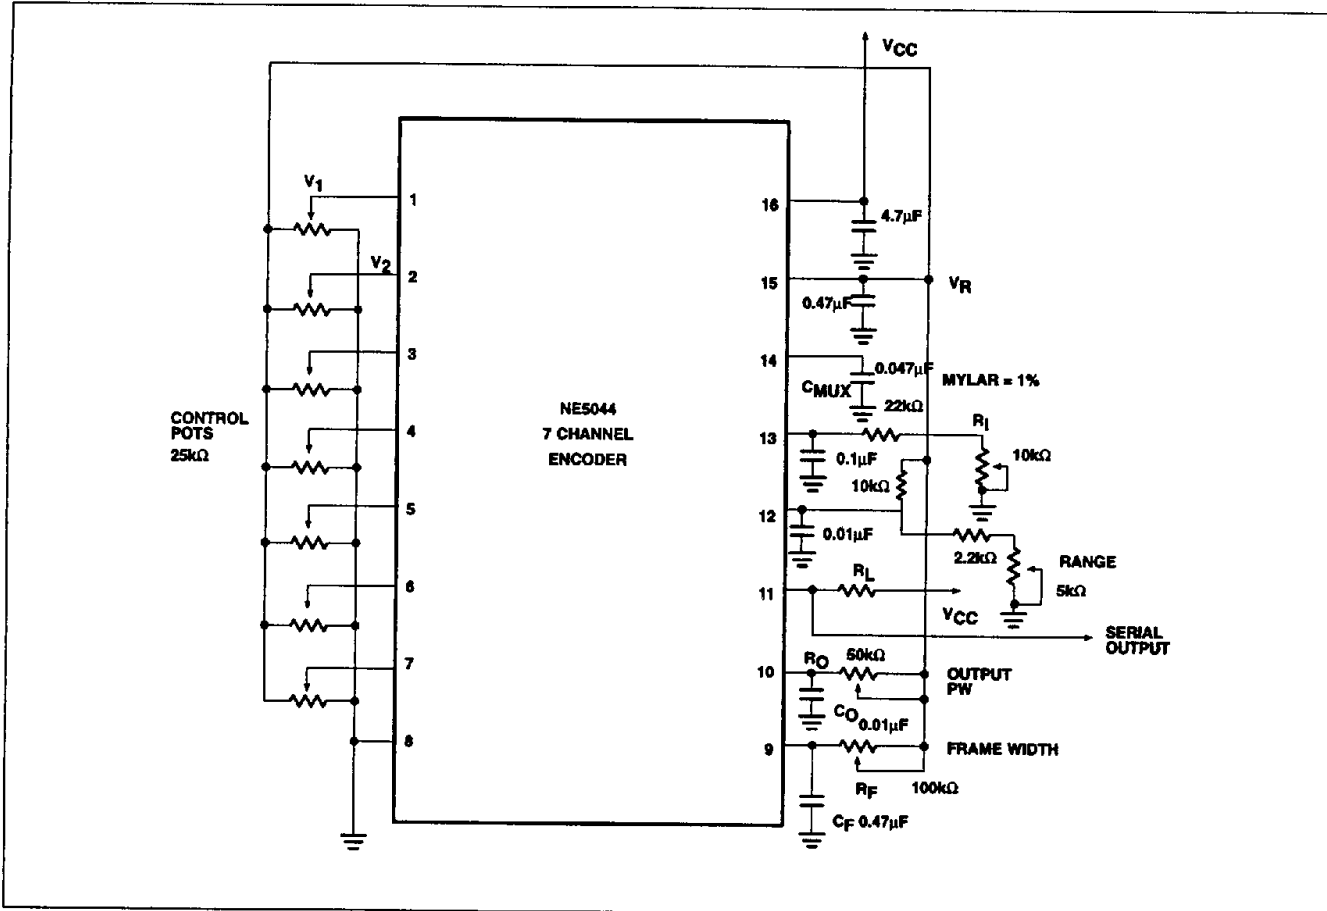 VCC
V1
1
16
4.7µF
V2
2
15
0.47µF
VR
3
14
0.047µF
CMUX
MYLAR = 1%
22kΩ
CONTROL
POTS
25kΩ
NE5044
7 CHANNEL
ENCODER
4
13
RI
0.1µF
10kΩ
10kΩ
5
12
0.01µF
2.2kΩ
RANGE
5kΩ
6
11
RL
VCC
SERIAL
OUTPUT
7
10
RO
50kΩ
OUTPUT
PW
CO 0.01µF
8
9
FRAME WIDTH
RF
100kΩ
CF 0.47µF